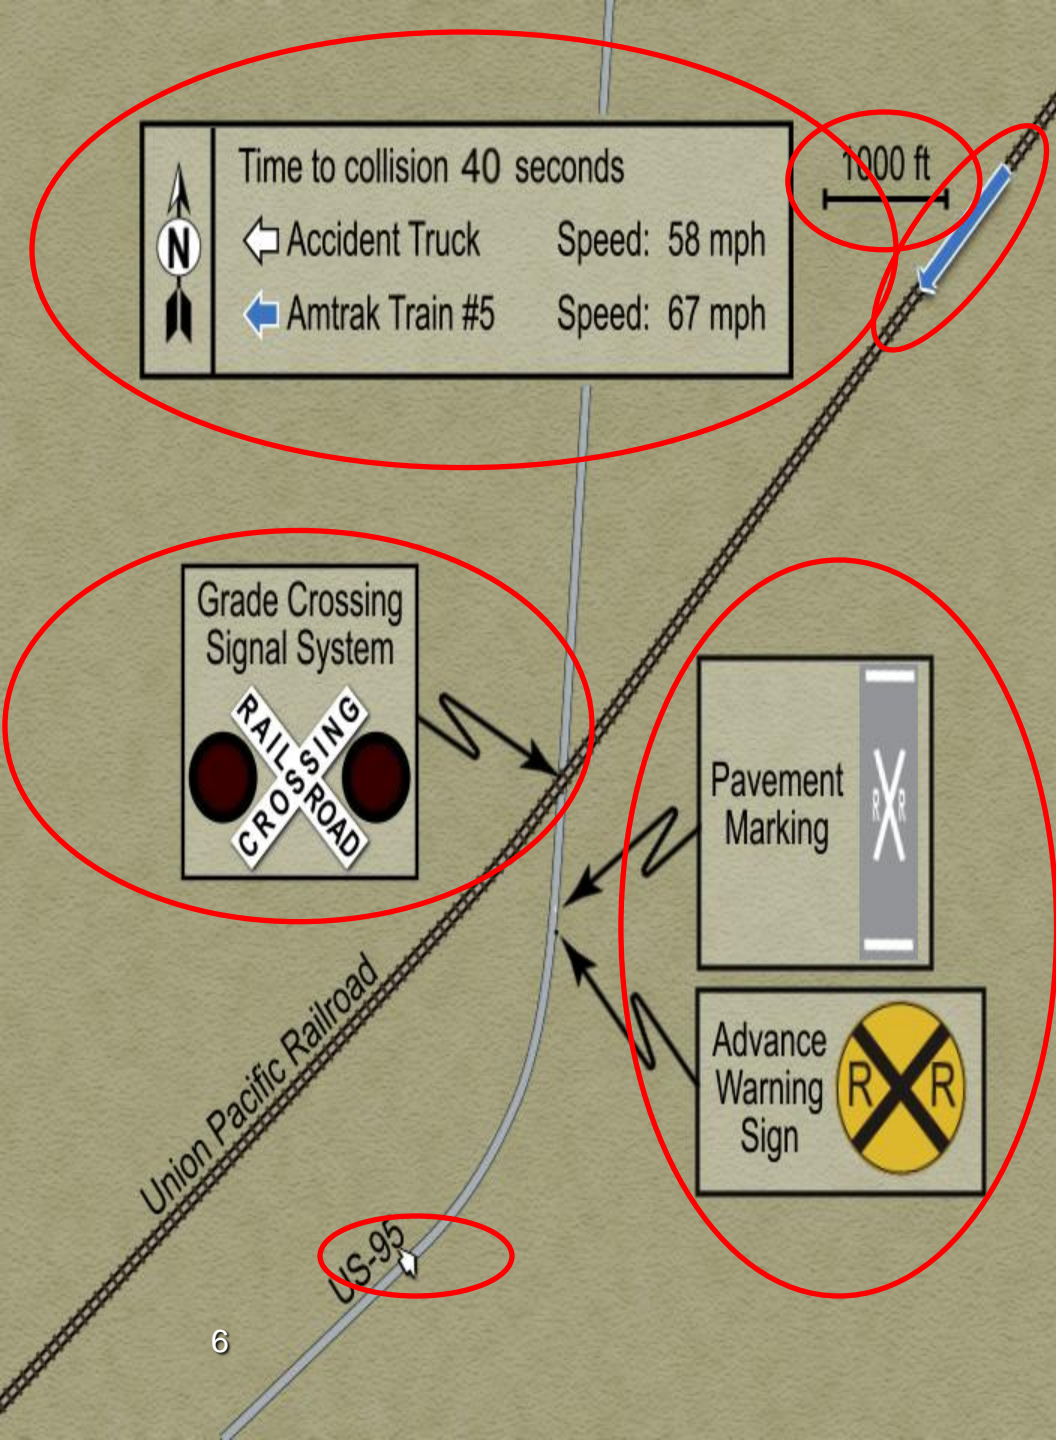 Time to collision 40 seconds
N
Accident Truck Speed: 58 mph
Amtrak Train #5 Speed: 67 mph
1000 ft
Grade Crossing
Signal System
RAILROAD
CROSSING
Pavement
Marking
R R
Advance
Warning
Sign
R R
Union Pacific Railroad
US-95
6